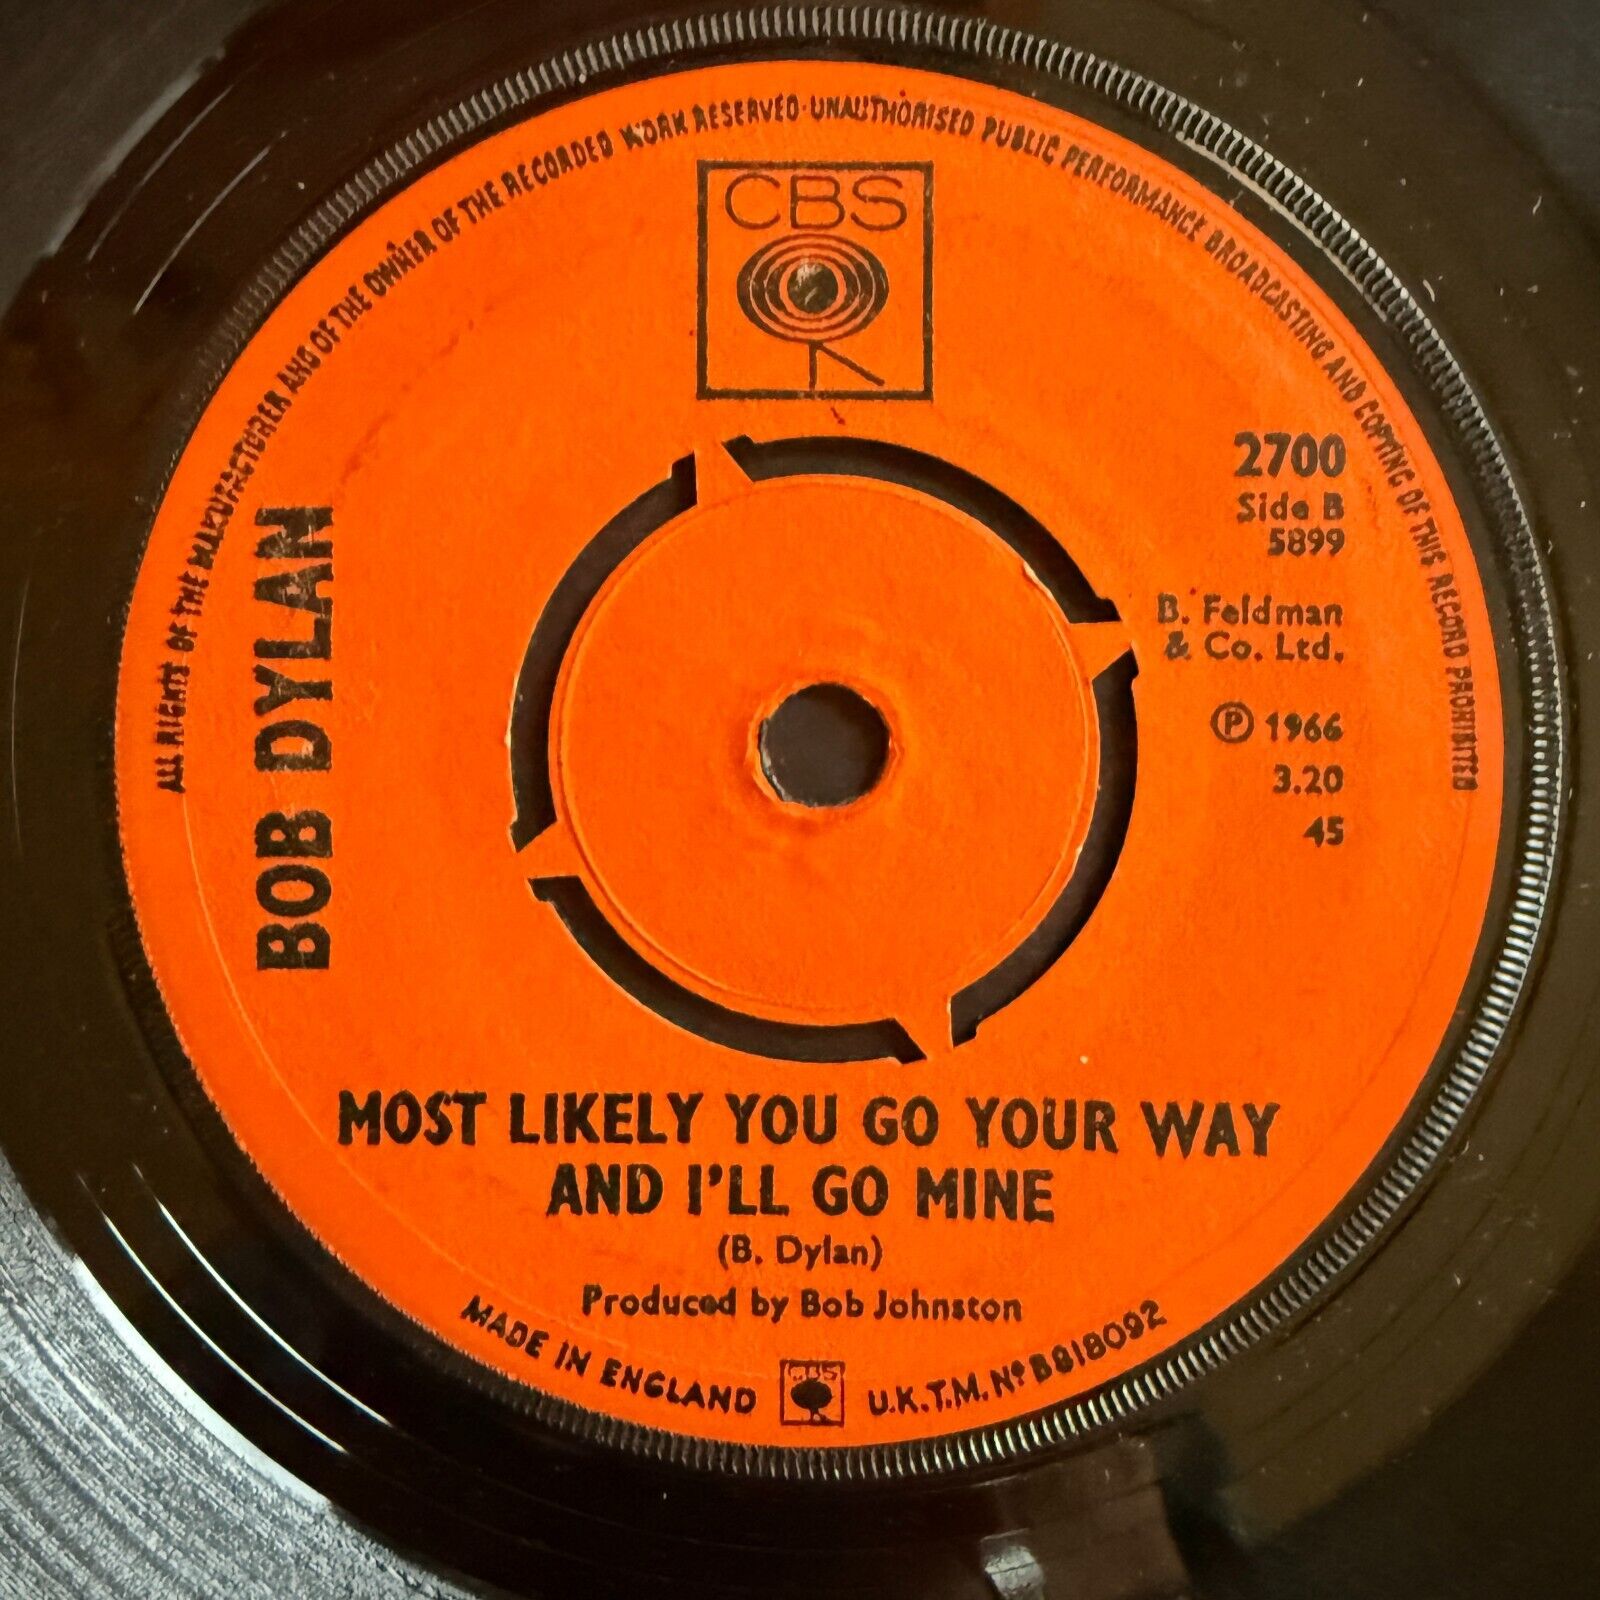 ALL RIGHTS OF THE MANUFACTURER AND OF THE OWNER OF THE RECORDED WORK RESERVED·UNAUTHORISED PUBLIC PERFORMANCE BROADCASTING AND COPYING OF THIS RECORD PROHIBITED
CBS
2700
Side B
5899
B. Feldman
& Co. Ltd.
℗ 1966
3.20
45
BOB DYLAN
MOST LIKELY YOU GO YOUR WAY
AND I'LL GO MINE
(B. Dylan)
Produced by Bob Johnston
MADE IN ENGLAND CBS U.K.T.M. Nº B818092